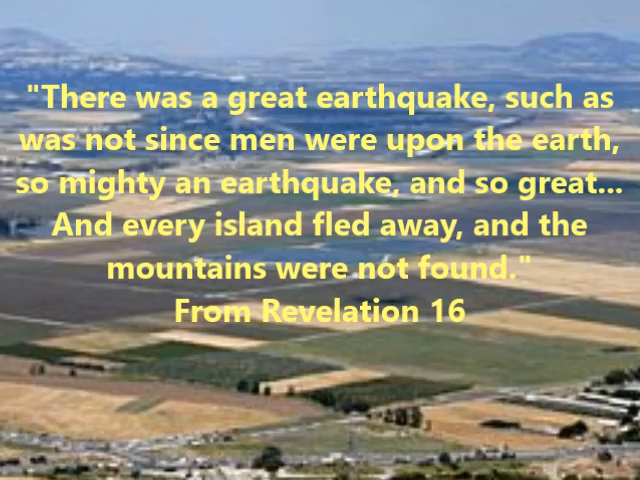 "There was a great earthquake, such as
was not since men were upon the earth,
so mighty an earthquake, and so great...
And every island fled away, and the
mountains were not found."
From Revelation 16